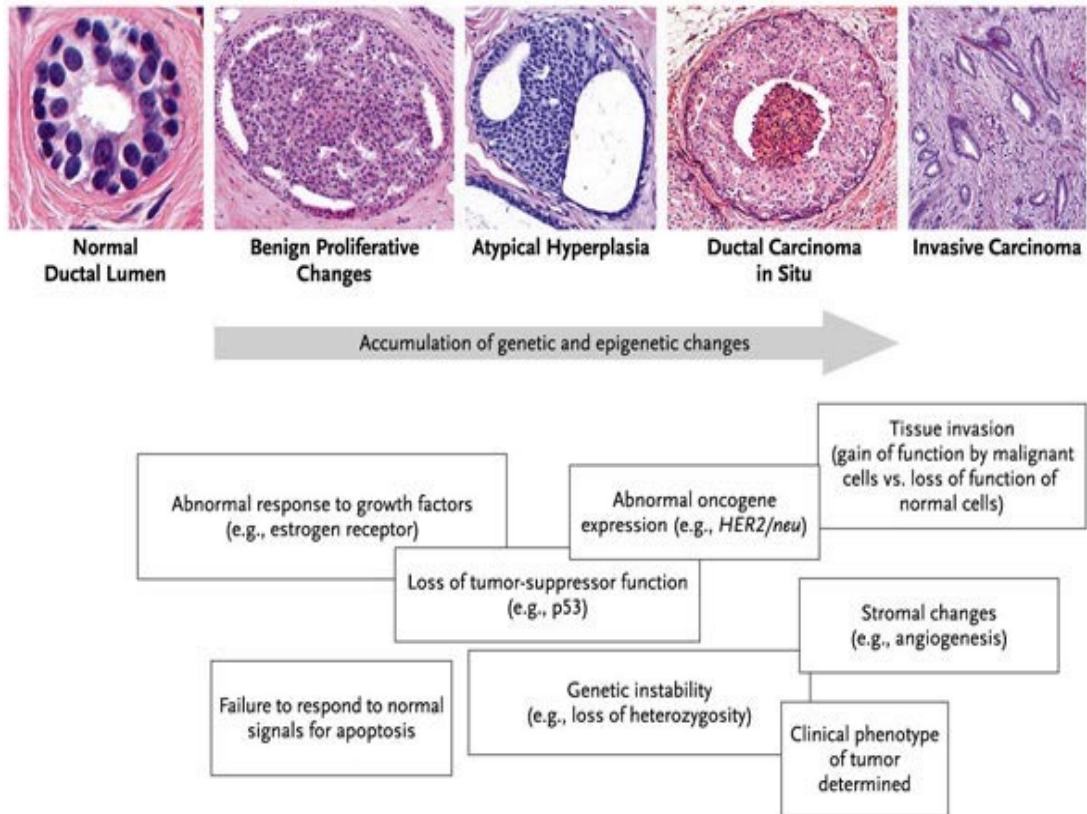 Normal
Ductal Lumen
Benign Proliferative
Changes
Atypical Hyperplasia
Ductal Carcinoma
in Situ
Invasive Carcinoma
Accumulation of genetic and epigenetic changes
Tissue invasion
(gain of function by malignant
cells vs. loss of function of
normal cells)
Abnormal response to growth factors
(e.g., estrogen receptor)
Abnormal oncogene
expression (e.g., HER2/neu)
Loss of tumor-suppressor function
(e.g., p53)
Stromal changes
(e.g., angiogenesis)
Failure to respond to normal
signals for apoptosis
Genetic instability
(e.g., loss of heterozygosity)
Clinical phenotype
of tumor
determined